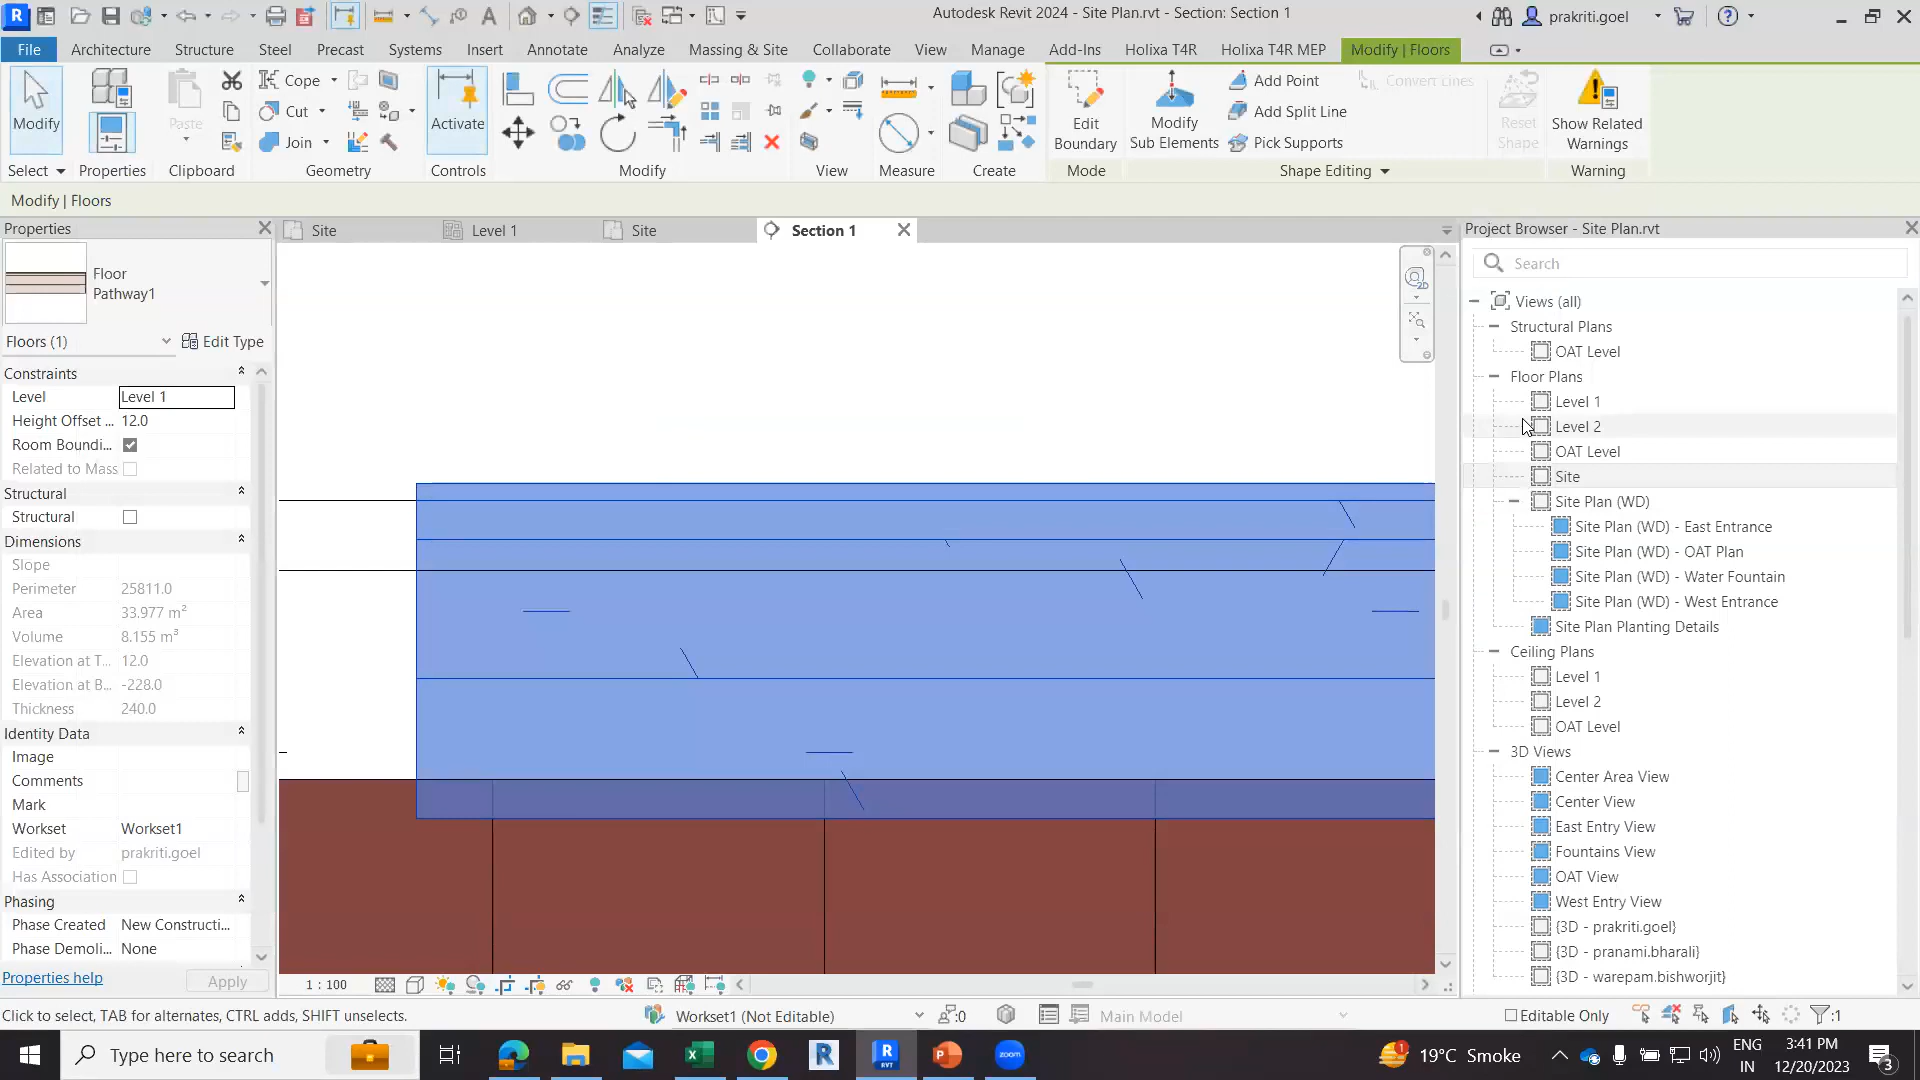 Autodesk Revit 2024 - Site Plan.rvt - Section: Section 1
prakriti.goel
File Architecture Structure Steel Precast Systems Insert Annotate Analyze Massing & Site Collaborate View Manage Add-Ins Holixa T4R Holixa T4R MEP Modify | Floors
Modify
Paste
Cope
Cut
Join
Activate
Edit Boundary
Modify Sub Elements
Add Point
Add Split Line
Pick Supports
Convert Lines
Reset Shape
Show Related Warnings
Select Properties Clipboard Geometry Controls Modify View Measure Create Mode Shape Editing Warning
Modify | Floors
Properties
Floor
Pathway1
Floors (1) Edit Type
Constraints
Level Level 1
Height Offset ... 12.0
Room Boundi...
Related to Mass
Structural
Structural
Dimensions
Slope
Perimeter 25811.0
Area 33.977 m²
Volume 8.155 m³
Elevation at T... 12.0
Elevation at B... -228.0
Thickness 240.0
Identity Data
Image
Comments
Mark
Workset Workset1
Edited by prakriti.goel
Has Association
Phasing
Phase Created New Constructi...
Phase Demoli... None
Properties help Apply
Site Level 1 Site Section 1
2D
1 : 100
Project Browser - Site Plan.rvt
Search
Views (all)
Structural Plans
OAT Level
Floor Plans
Level 1
Level 2
OAT Level
Site
Site Plan (WD)
Site Plan (WD) - East Entrance
Site Plan (WD) - OAT Plan
Site Plan (WD) - Water Fountain
Site Plan (WD) - West Entrance
Site Plan Planting Details
Ceiling Plans
Level 1
Level 2
OAT Level
3D Views
Center Area View
Center View
East Entry View
Fountains View
OAT View
West Entry View
{3D - prakriti.goel}
{3D - pranami.bharali}
{3D - warepam.bishworjit}
Click to select, TAB for alternates, CTRL adds, SHIFT unselects.
Workset1 (Not Editable) :0 Main Model Editable Only :1
Type here to search
zoom
19°C Smoke
ENG
IN
3:41 PM
12/20/2023
3